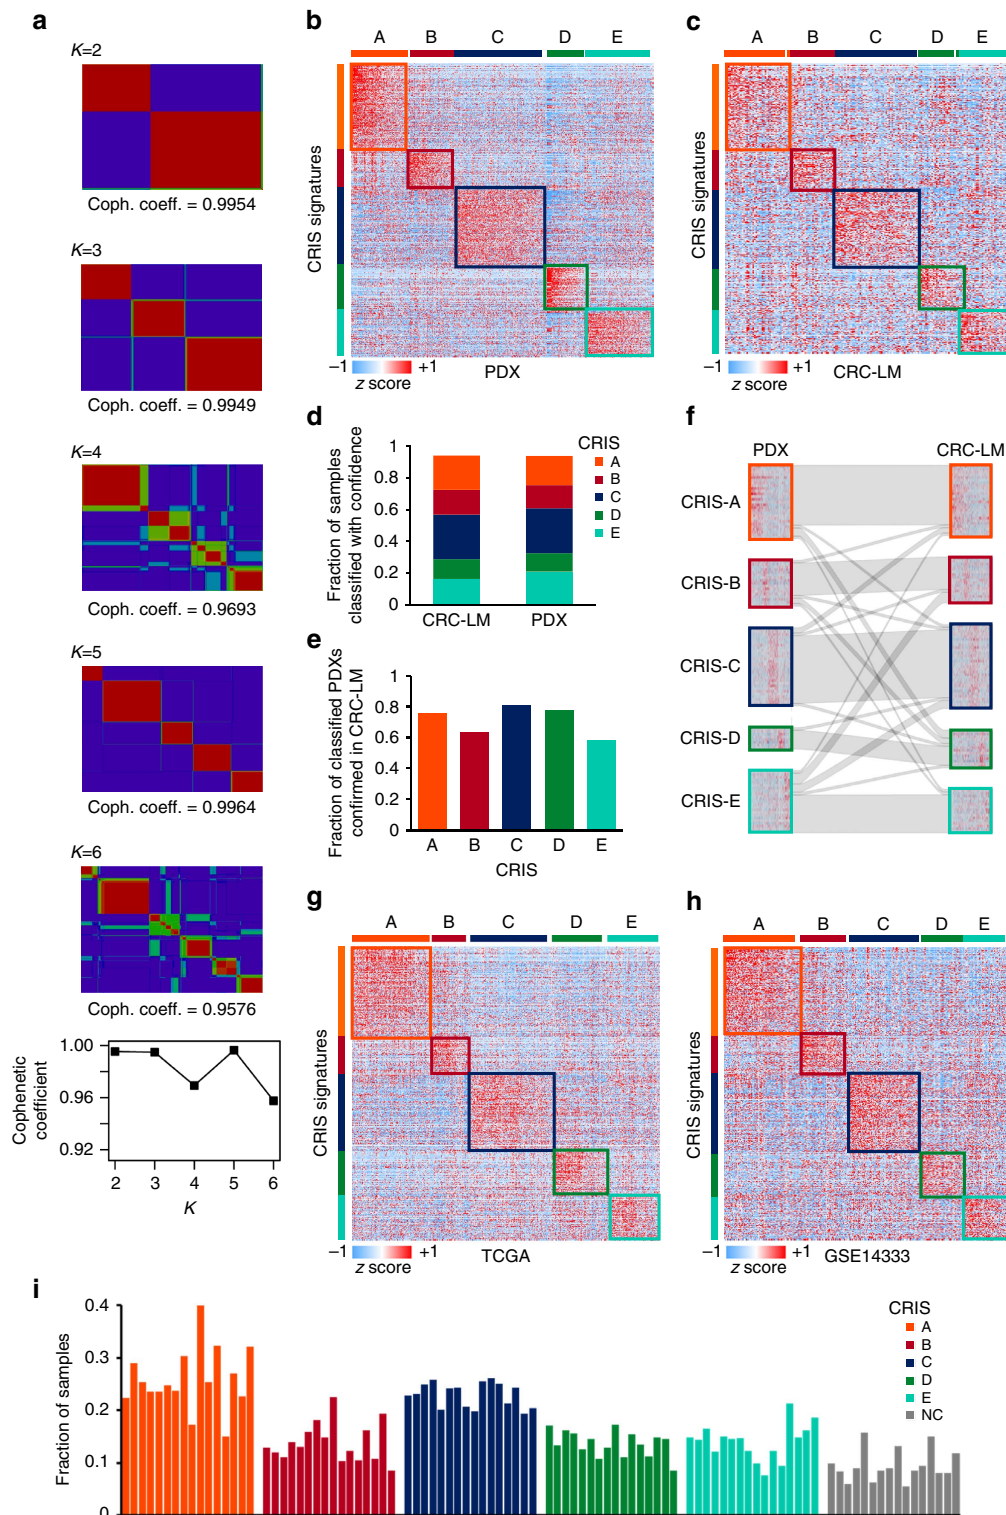 a
K=2
Coph. coeff. = 0.9954
K=3
Coph. coeff. = 0.9949
K=4
Coph. coeff. = 0.9693
K=5
Coph. coeff. = 0.9964
K=6
Coph. coeff. = 0.9576
1.00
0.96
0.92
Cophenetic
coefficient
2 3 4 5 6
K
b
A B C D E
CRIS signatures
−1 +1
z score
PDX
c
A B C D E
CRIS signatures
−1 +1
z score
CRC-LM
d
Fraction of samples
classified with confidence
1
0.8
0.6
0.4
0.2
0
CRC-LM PDX
CRIS
A
B
C
D
E
e
Fraction of classified PDXs
confirmed in CRC-LM
1
0.8
0.6
0.4
0.2
0
A B C D E
CRIS
f
PDX CRC-LM
CRIS-A
CRIS-B
CRIS-C
CRIS-D
CRIS-E
g
A B C D E
CRIS signatures
−1 +1
z score
TCGA
h
A B C D E
CRIS signatures
−1 +1
z score
GSE14333
i
Fraction of samples
0.4
0.3
0.2
0.1
0
CRIS
A
B
C
D
E
NC